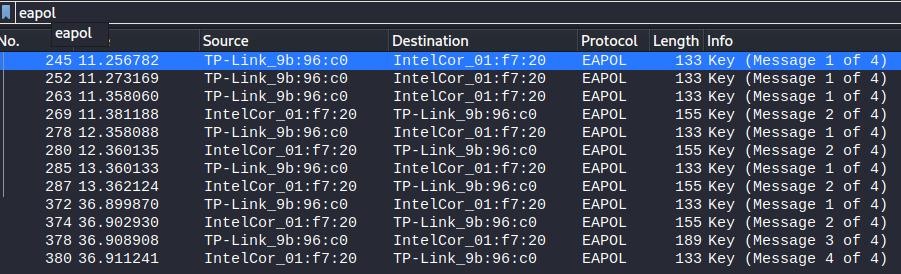 eapol
eapol
No. Source Destination Protocol Length Info
245 11.256782 TP-Link_9b:96:c0 IntelCor_01:f7:20 EAPOL 133 Key (Message 1 of 4)
252 11.273169 TP-Link_9b:96:c0 IntelCor_01:f7:20 EAPOL 133 Key (Message 1 of 4)
263 11.358060 TP-Link_9b:96:c0 IntelCor_01:f7:20 EAPOL 133 Key (Message 1 of 4)
269 11.381188 IntelCor_01:f7:20 TP-Link_9b:96:c0 EAPOL 155 Key (Message 2 of 4)
278 12.358088 TP-Link_9b:96:c0 IntelCor_01:f7:20 EAPOL 133 Key (Message 1 of 4)
280 12.360135 IntelCor_01:f7:20 TP-Link_9b:96:c0 EAPOL 155 Key (Message 2 of 4)
285 13.360133 TP-Link_9b:96:c0 IntelCor_01:f7:20 EAPOL 133 Key (Message 1 of 4)
287 13.362124 IntelCor_01:f7:20 TP-Link_9b:96:c0 EAPOL 155 Key (Message 2 of 4)
372 36.899870 TP-Link_9b:96:c0 IntelCor_01:f7:20 EAPOL 133 Key (Message 1 of 4)
374 36.902930 IntelCor_01:f7:20 TP-Link_9b:96:c0 EAPOL 155 Key (Message 2 of 4)
378 36.908908 TP-Link_9b:96:c0 IntelCor_01:f7:20 EAPOL 189 Key (Message 3 of 4)
380 36.911241 IntelCor_01:f7:20 TP-Link_9b:96:c0 EAPOL 133 Key (Message 4 of 4)